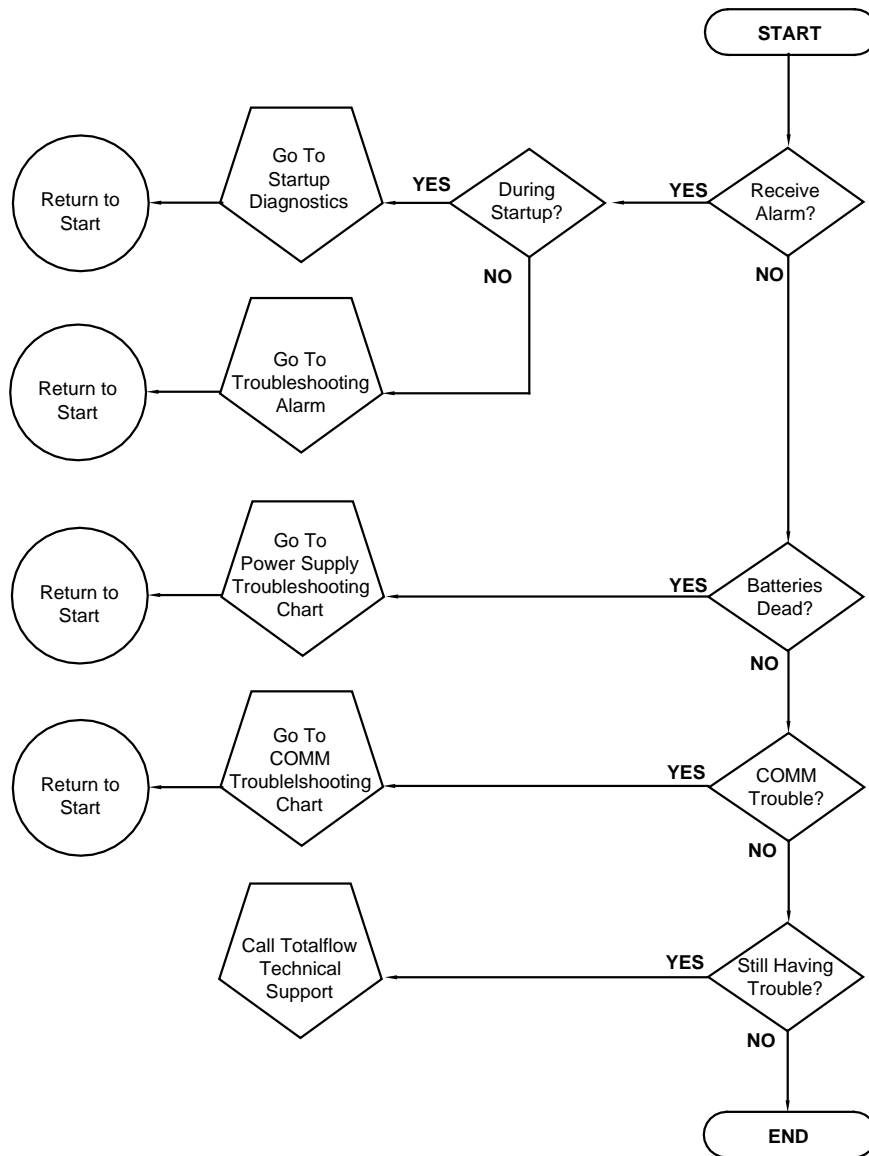 START
Return to
Start
Go To
Startup
Diagnostics
YES
During
Startup?
YES
Receive
Alarm?
NO
NO
Return to
Start
Go To
Troubleshooting
Alarm
Return to
Start
Go To
Power Supply
Troubleshooting
Chart
YES
Batteries
Dead?
NO
Return to
Start
Go To
COMM
Troublelshooting
Chart
YES
COMM
Trouble?
NO
Call Totalflow
Technical
Support
YES
Still Having
Trouble?
NO
END